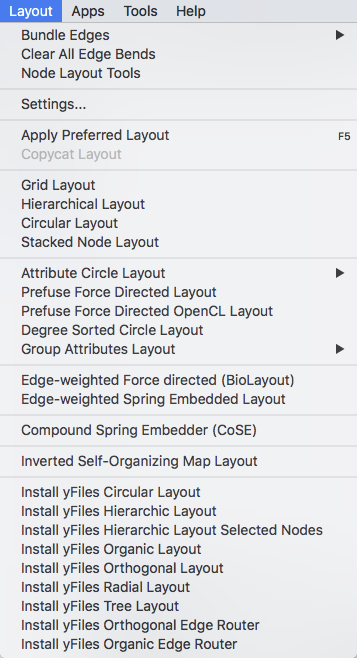 Layout Apps Tools Help
Bundle Edges ▶
Clear All Edge Bends
Node Layout Tools
Settings...
Apply Preferred Layout F5
Copycat Layout
Grid Layout
Hierarchical Layout
Circular Layout
Stacked Node Layout
Attribute Circle Layout ▶
Prefuse Force Directed Layout
Prefuse Force Directed OpenCL Layout
Degree Sorted Circle Layout
Group Attributes Layout ▶
Edge-weighted Force directed (BioLayout)
Edge-weighted Spring Embedded Layout
Compound Spring Embedder (CoSE)
Inverted Self-Organizing Map Layout
Install yFiles Circular Layout
Install yFiles Hierarchic Layout
Install yFiles Hierarchic Layout Selected Nodes
Install yFiles Organic Layout
Install yFiles Orthogonal Layout
Install yFiles Radial Layout
Install yFiles Tree Layout
Install yFiles Orthogonal Edge Router
Install yFiles Organic Edge Router